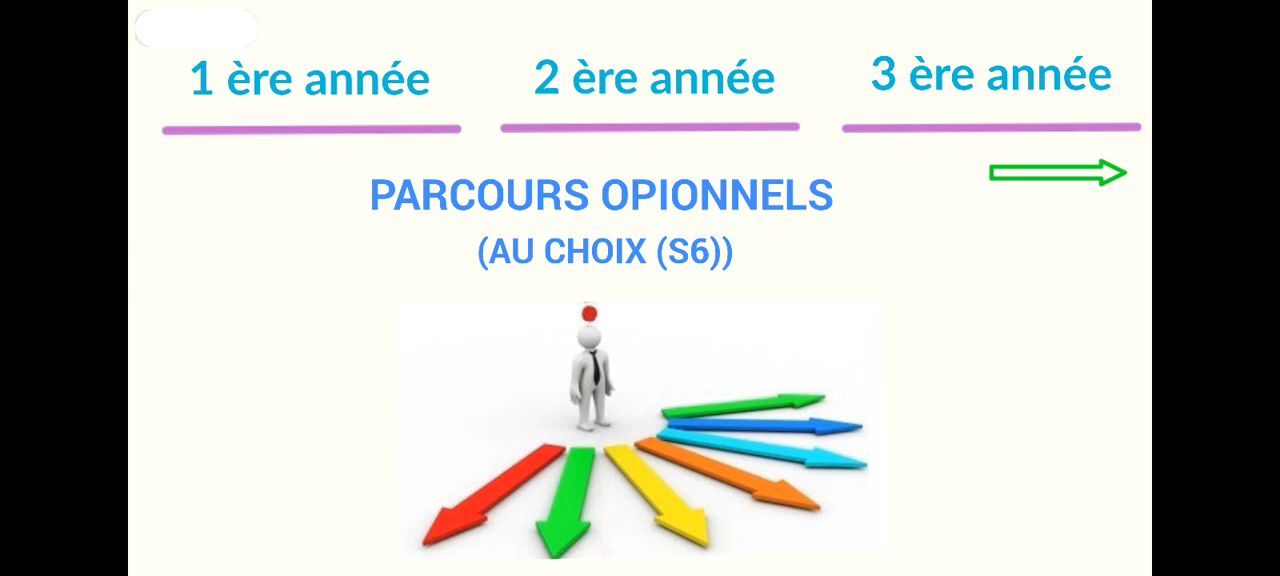 1 ère année
2 ère année
3 ère année
PARCOURS OPIONNELS
(AU CHOIX (S6))